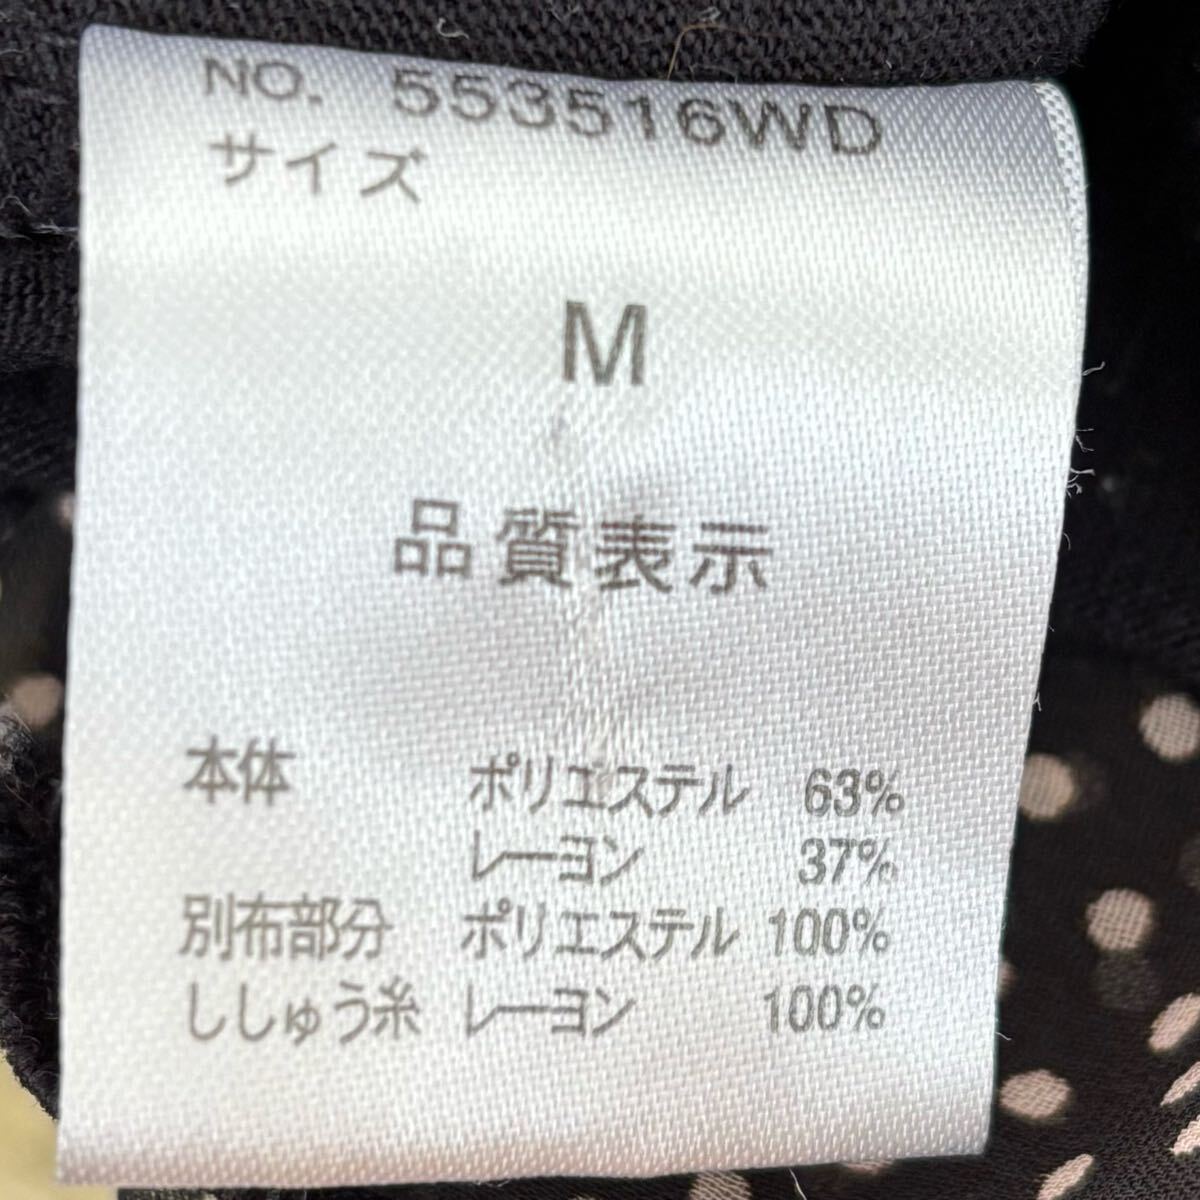 NO. 553516WD
サイズ
M
品質表示
本体 ポリエステル 63%
レーヨン 37%
別布部分 ポリエステル 100%
ししゅう糸 レーヨン 100%